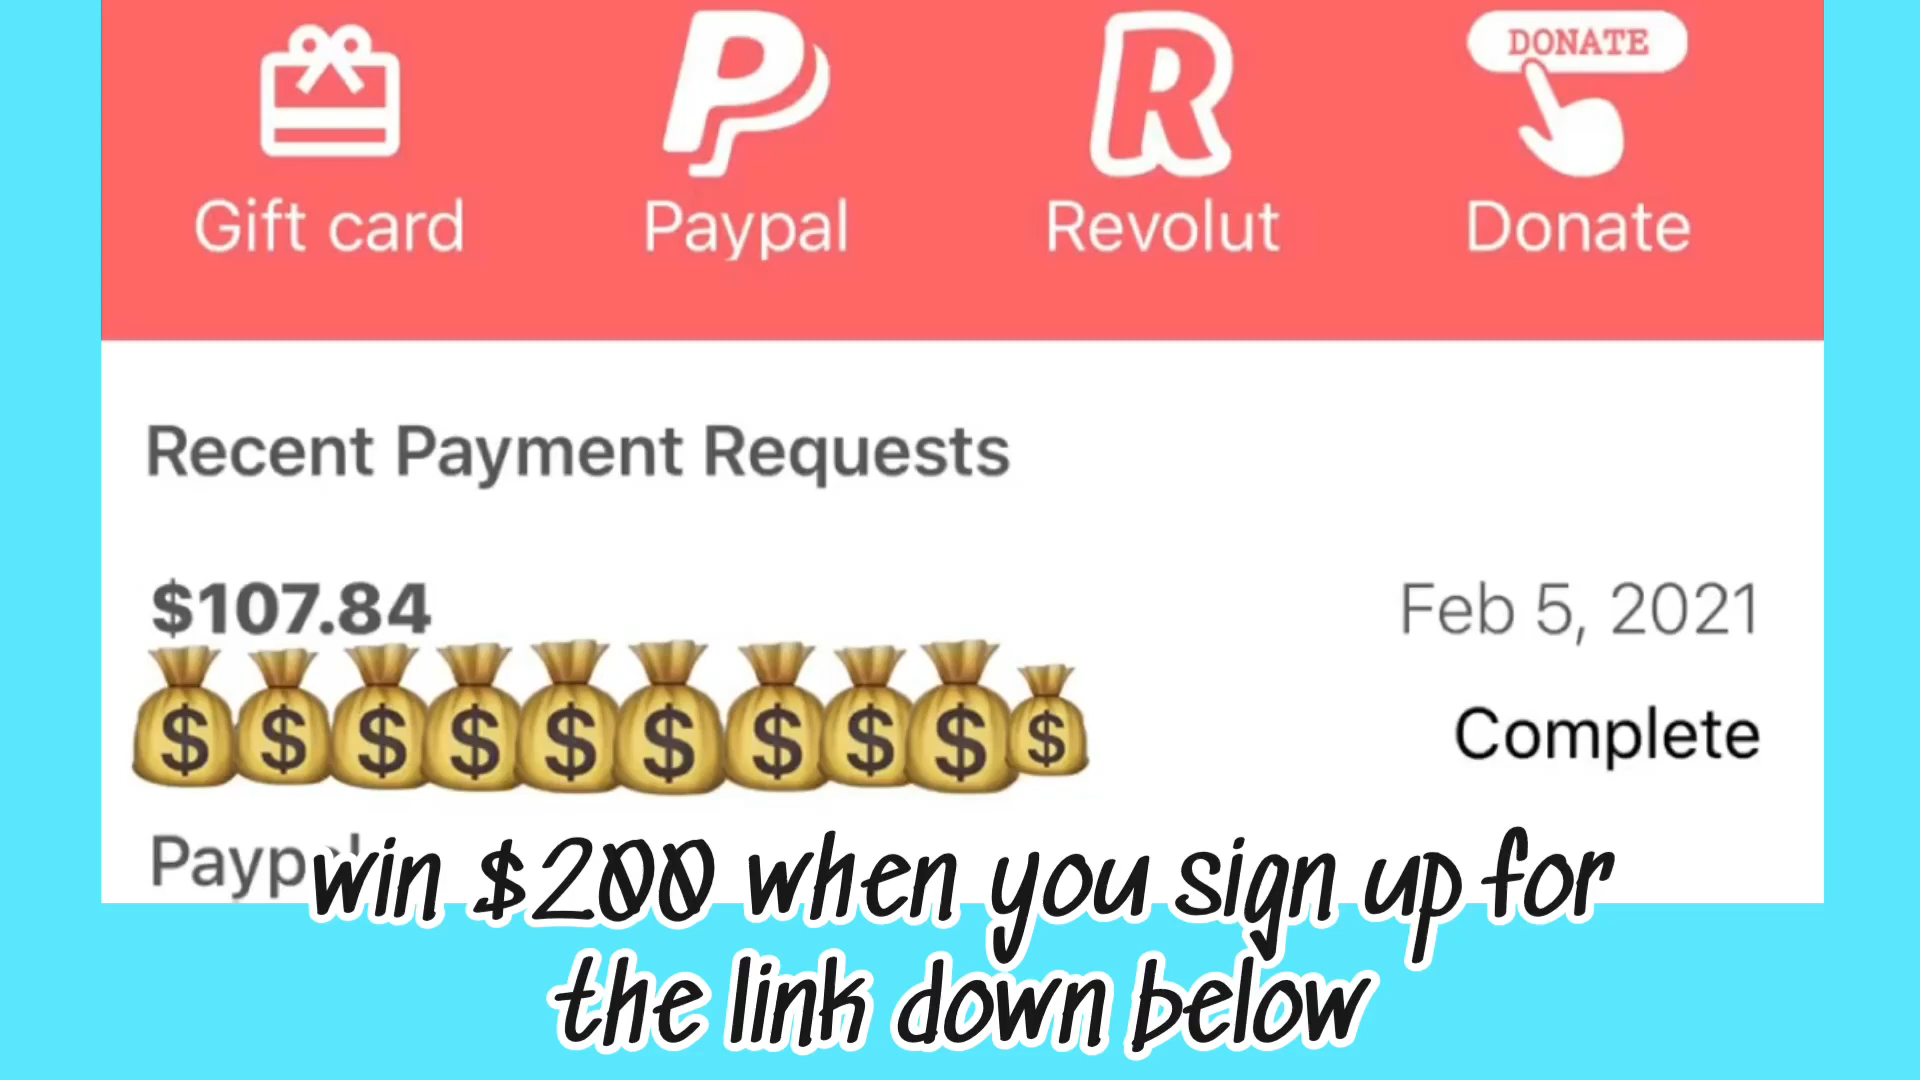 DONATE
Gift card Paypal Revolut Donate
Recent Payment Requests
$107.84 Feb 5, 2021
$ $ $ $ $ $ $ $ $ $
Complete
Paypal
win $200 when you sign up for
the link down below